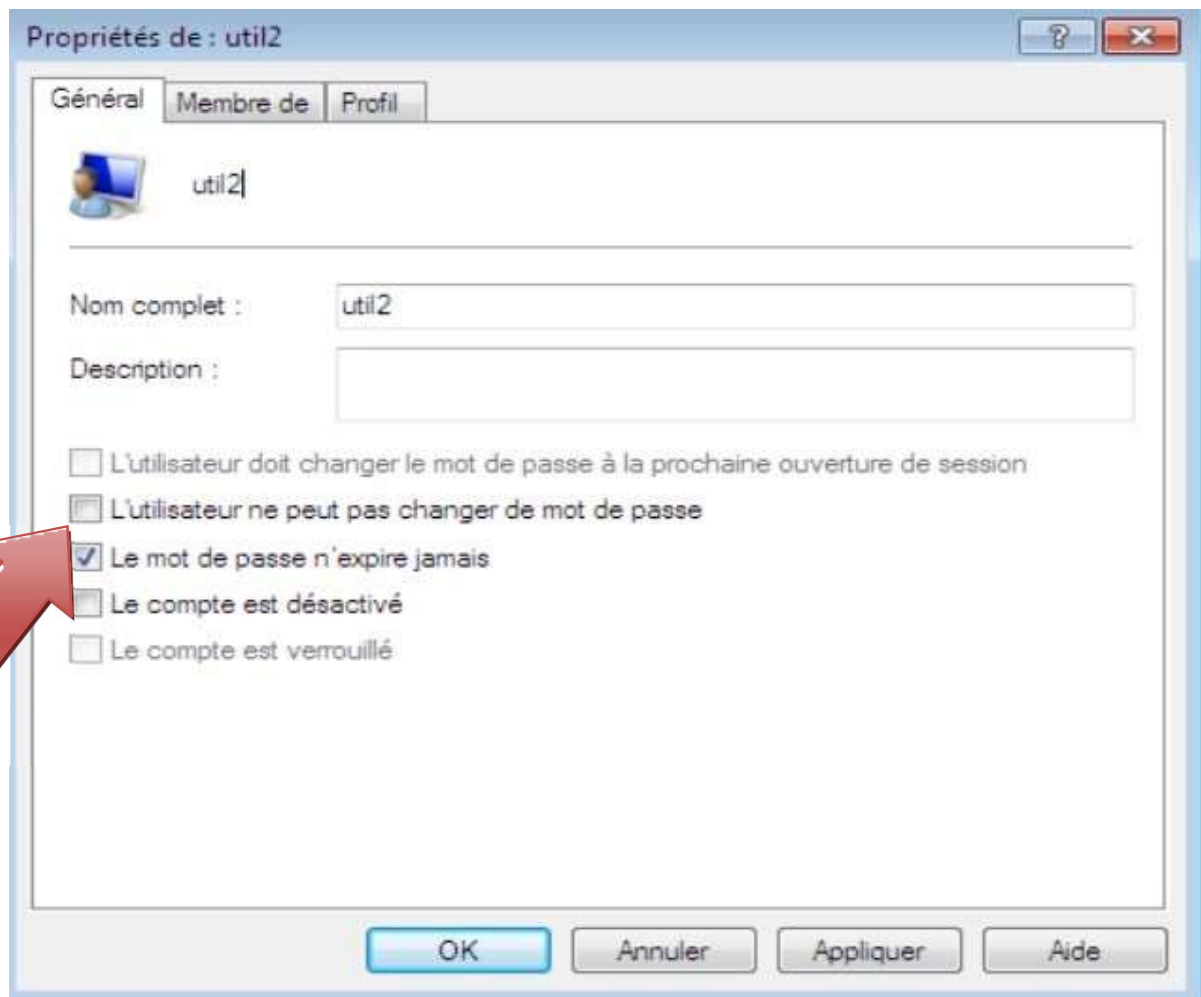 Propriétés de : util2
Général Membre de Profil
util2
Nom complet : util2
Description :
L'utilisateur doit changer le mot de passe à la prochaine ouverture de session
L'utilisateur ne peut pas changer de mot de passe
Le mot de passe n'expire jamais
Le compte est désactivé
Le compte est verrouillé
OK Annuler Appliquer Aide